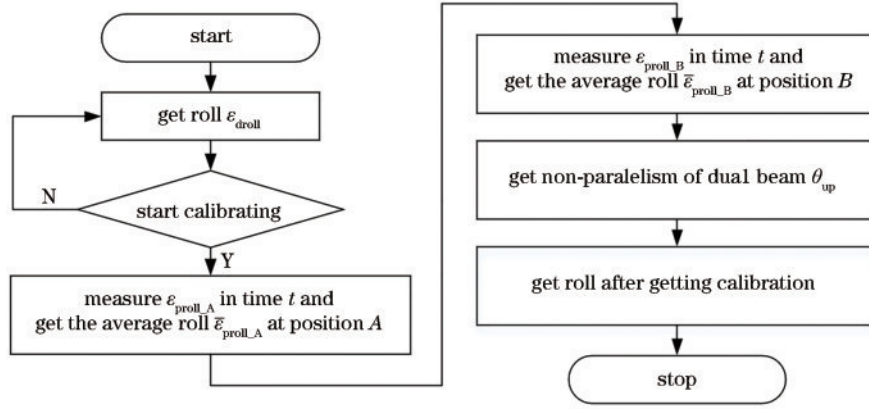 start
get roll ε_droll
N
start calibrating
Y
measure ε_proll_A in time t and
get the average roll ε̅_proll_A at position A
measure ε_proll_B in time t and
get the average roll ε̅_proll_B at position B
get non-paralelism of dual beam θ_up
get roll after getting calibration
stop